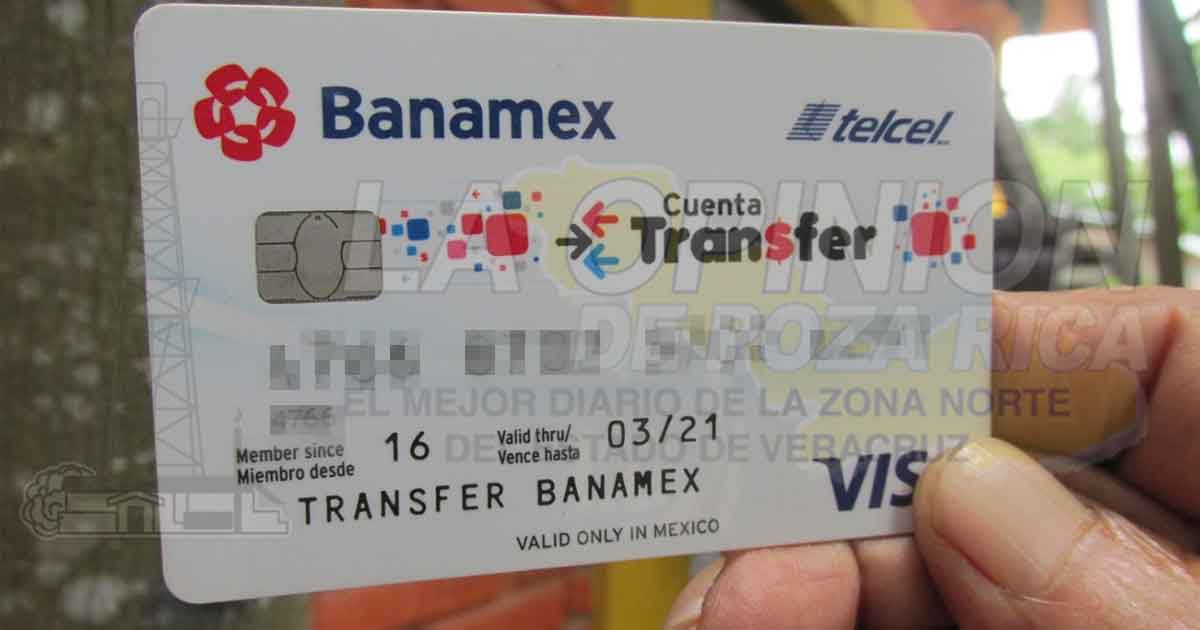 Banamex
telcel
Cuenta
Transfer
LA OPINION
DE POZA RICA
4766
EL MEJOR DIARIO DE LA ZONA NORTE
DEL ESTADO DE VERACRUZ
Member since
Miembro desde
16
Valid thru/
Vence hasta
03/21
TRANSFER BANAMEX
VALID ONLY IN MEXICO